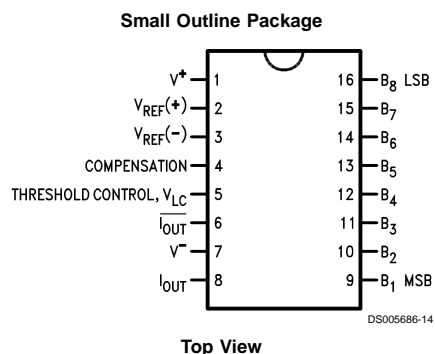 Small Outline Package
V+ 1 16 B8 LSB
VREF(+) 2 15 B7
VREF(−) 3 14 B6
COMPENSATION 4 13 B5
THRESHOLD CONTROL, VLC 5 12 B4
IOUT 6 11 B3
V− 7 10 B2
IOUT 8 9 B1 MSB
DS005686-14
Top View